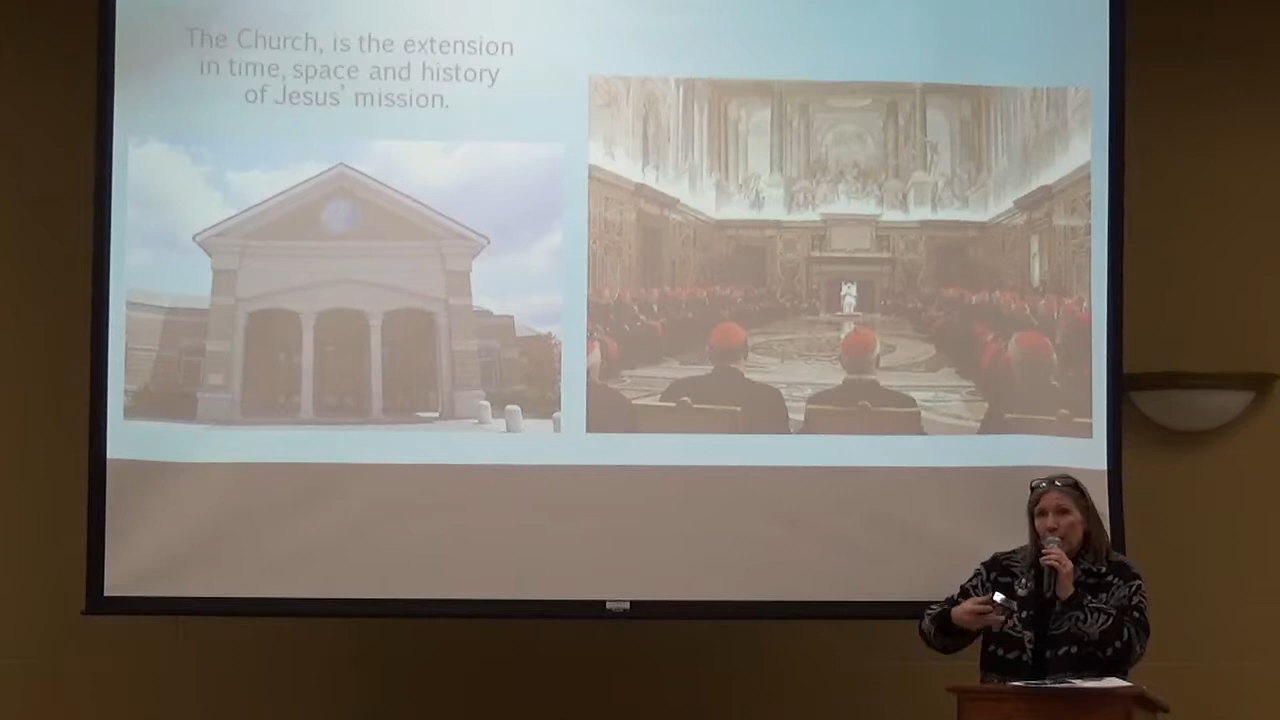 The Church, is the extension
in time, space and history
of Jesus' mission.